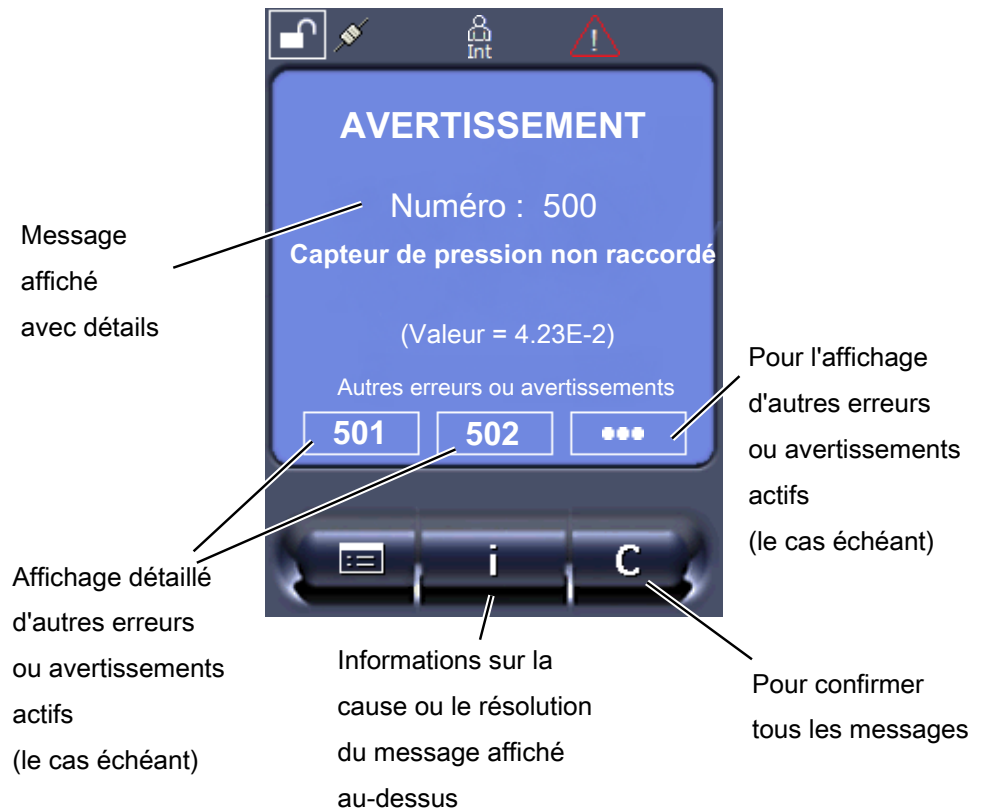 Int
AVERTISSEMENT
Numéro : 500
Capteur de pression non raccordé
(Valeur = 4.23E-2)
Autres erreurs ou avertissements
501
502
•••
i
C
Message
affiché
avec détails
Pour l'affichage
d'autres erreurs
ou avertissements
actifs
(le cas échéant)
Affichage détaillé
d'autres erreurs
ou avertissements
actifs
(le cas échéant)
Informations sur la
cause ou le résolution
du message affiché
au-dessus
Pour confirmer
tous les messages